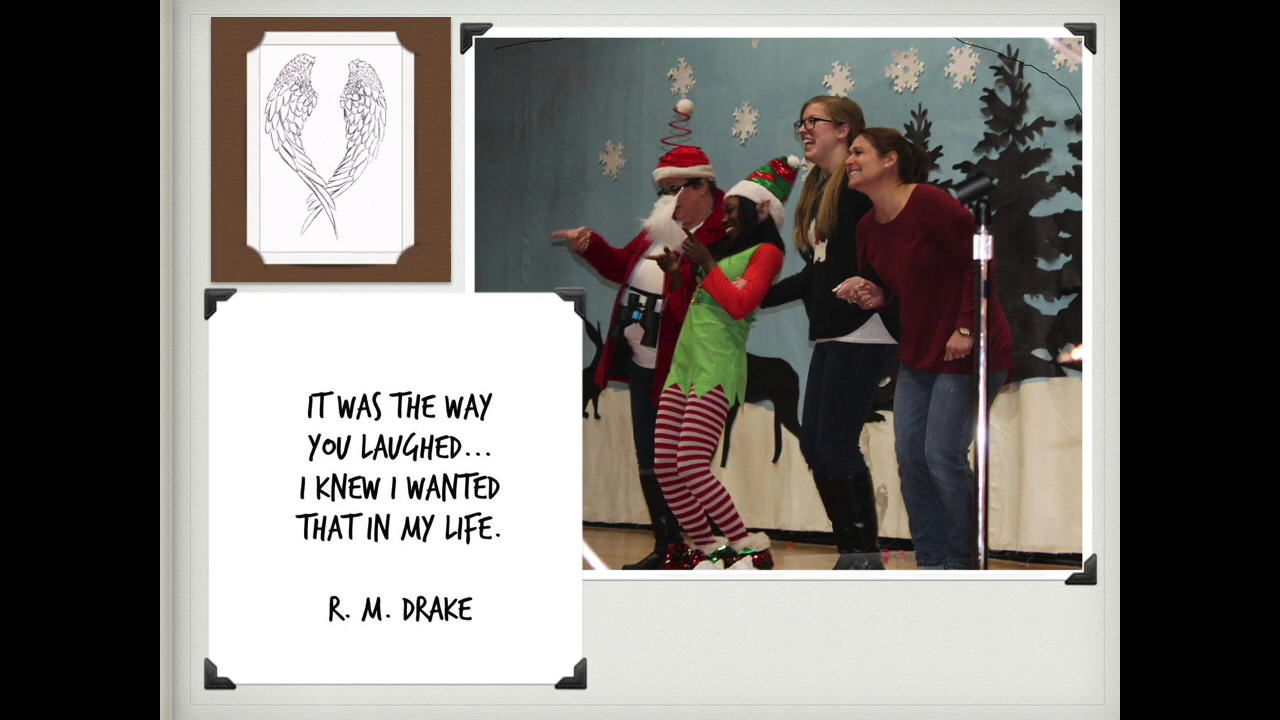 IT WAS THE WAY
YOU LAUGHED...
I KNEW I WANTED
THAT IN MY LIFE.
R. M. DRAKE